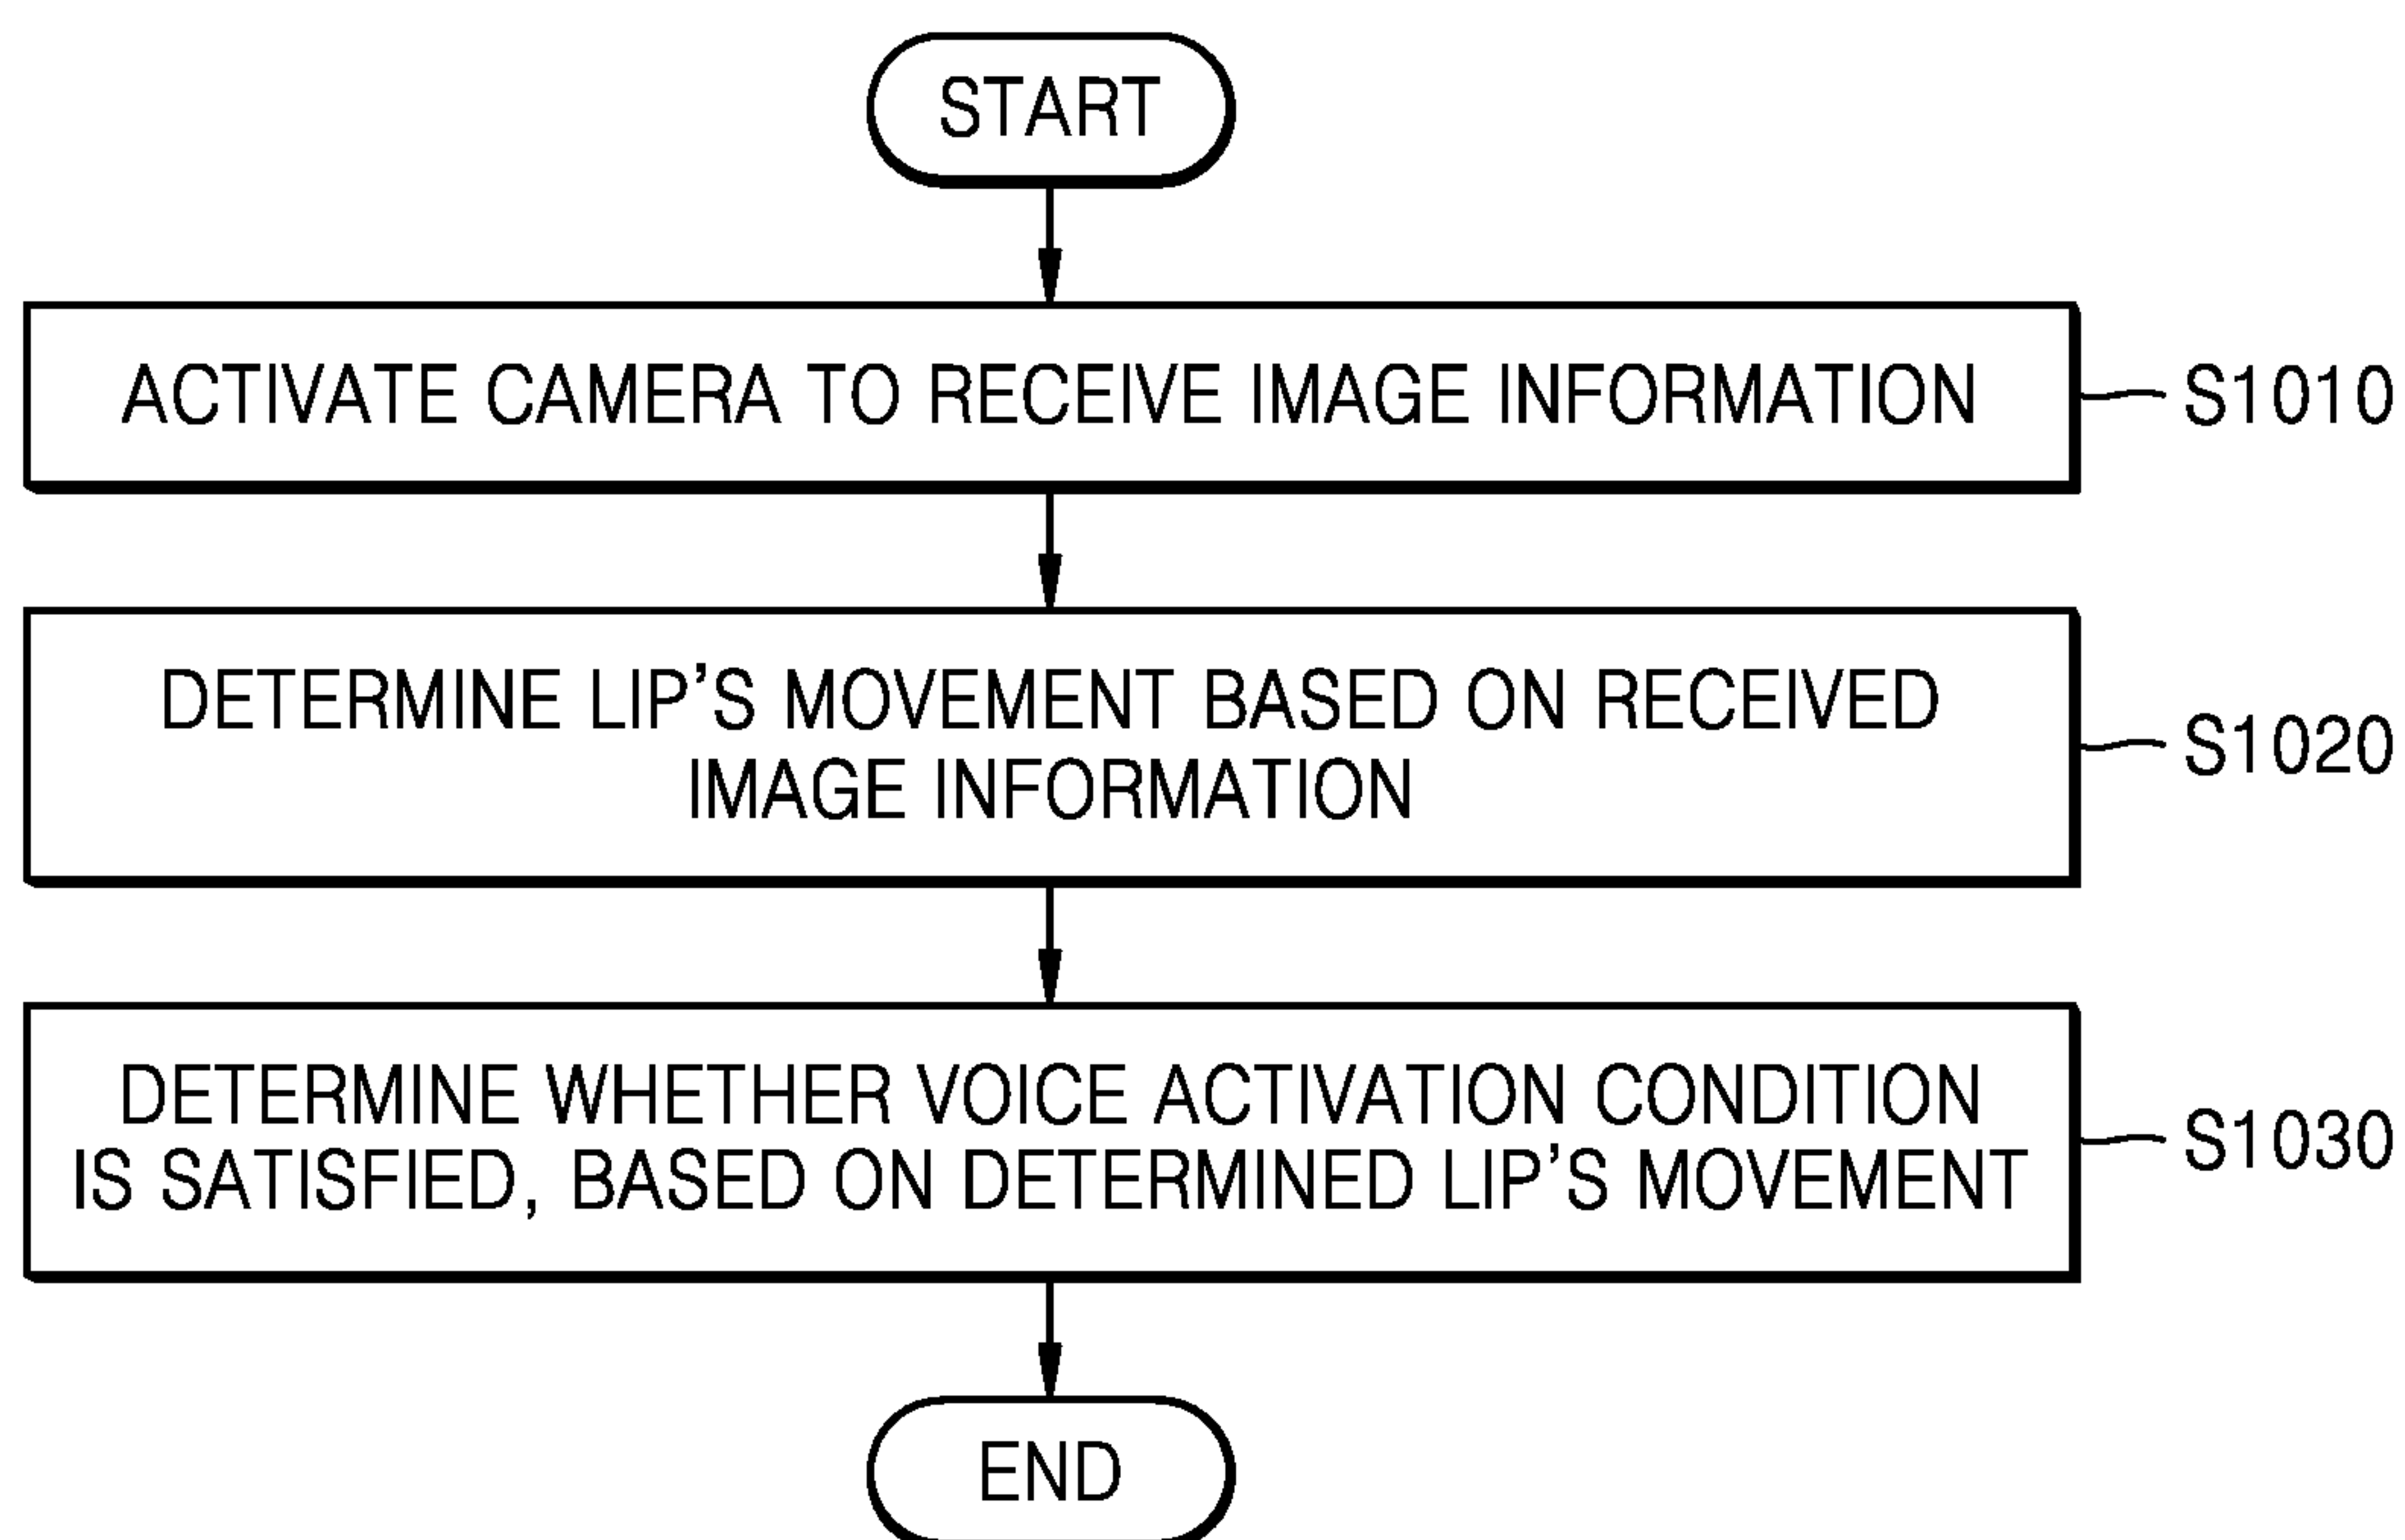 START
ACTIVATE CAMERA TO RECEIVE IMAGE INFORMATION
S1010
DETERMINE LIP'S MOVEMENT BASED ON RECEIVED
IMAGE INFORMATION
S1020
DETERMINE WHETHER VOICE ACTIVATION CONDITION
IS SATISFIED, BASED ON DETERMINED LIP'S MOVEMENT
S1030
END